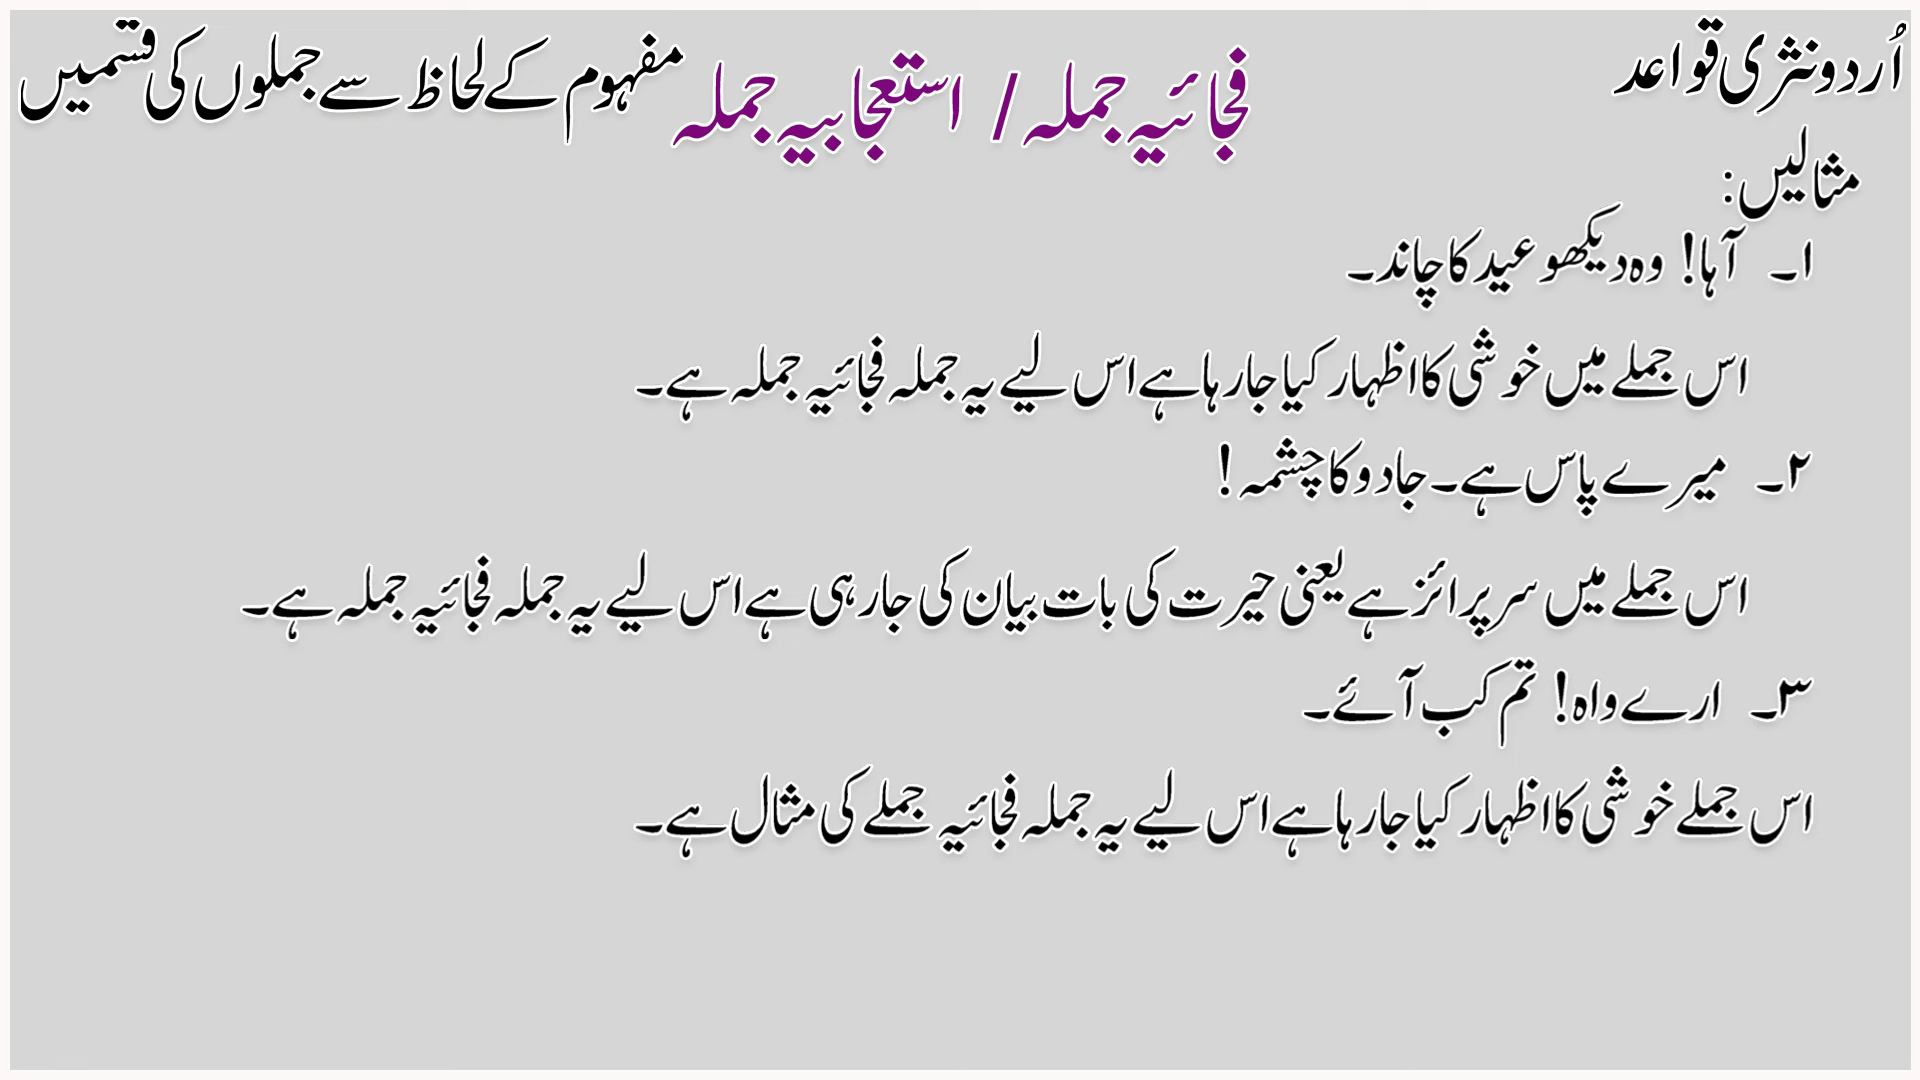 اُردو نثری قواعد
فجائیہ جملہ / استعجابیہ جملہ
مفہوم کے لحاظ سے جملوں کی قسمیں
مثالیں:
۱۔ آہا! وہ دیکھو عید کا چاند۔
اس جملے میں خوشی کا اظہار کیا جا رہا ہے اس لیے یہ جملہ فجائیہ جملہ ہے۔
۲۔ میرے پاس ہے۔ جادو کا چشمہ!
اس جملے میں سرپرائز ہے یعنی حیرت کی بات بیان کی جا رہی ہے اس لیے یہ جملہ فجائیہ جملہ ہے۔
۳۔ ارے واہ! تم کب آئے۔
اس جملے خوشی کا اظہار کیا جا رہا ہے اس لیے یہ جملہ فجائیہ جملے کی مثال ہے۔